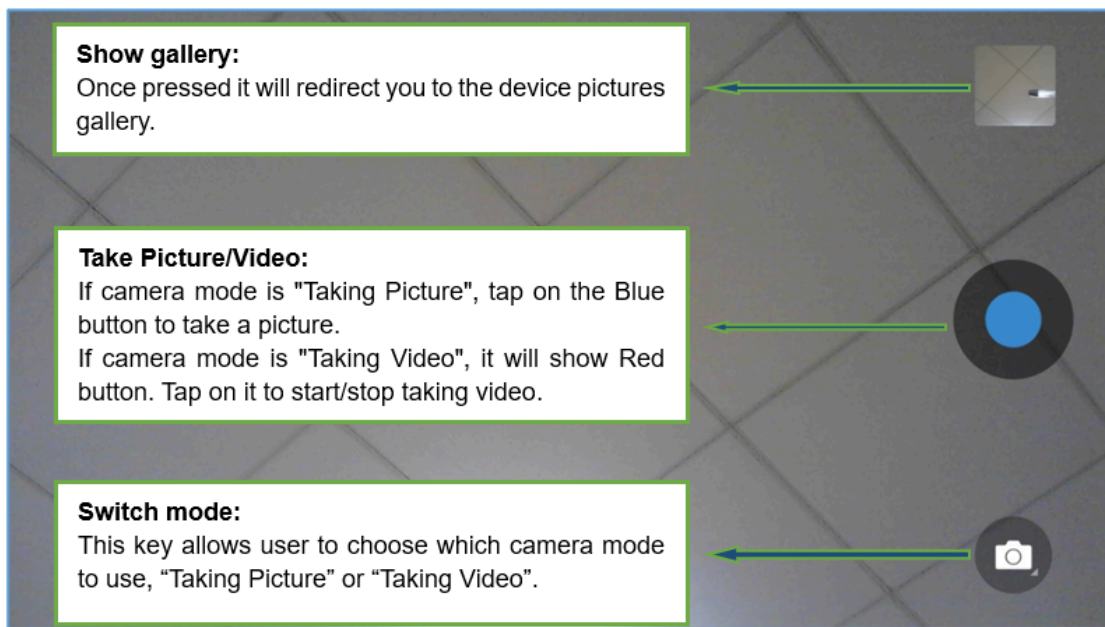 Show gallery:
Once pressed it will redirect you to the device pictures
gallery.
Take Picture/Video:
If camera mode is "Taking Picture", tap on the Blue
button to take a picture.
If camera mode is "Taking Video", it will show Red
button. Tap on it to start/stop taking video.
Switch mode:
This key allows user to choose which camera mode
to use, “Taking Picture” or “Taking Video”.